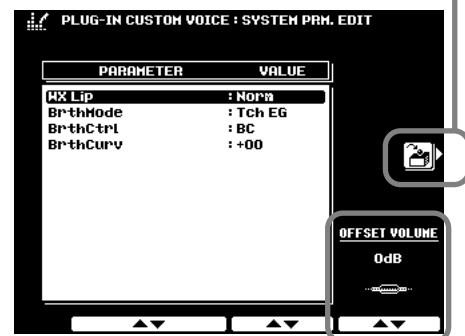 PLUG-IN CUSTOM VOICE : SYSTEM PRM. EDIT
PARAMETER VALUE
WX Lip : Norm
BrthMode : Tch EG
BrthCtrl : BC
BrthCurv : +00
OFFSET VOLUME
0dB